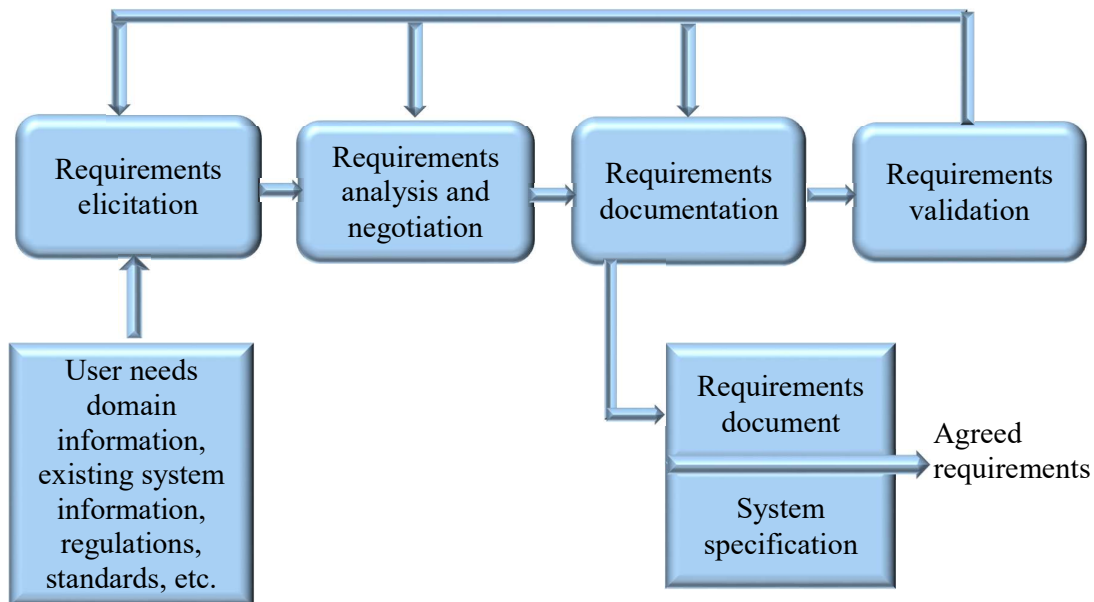 Requirements
elicitation
Requirements
analysis and
negotiation
Requirements
documentation
Requirements
validation
User needs
domain
information,
existing system
information,
regulations,
standards, etc.
Requirements
document
System
specification
Agreed
requirements